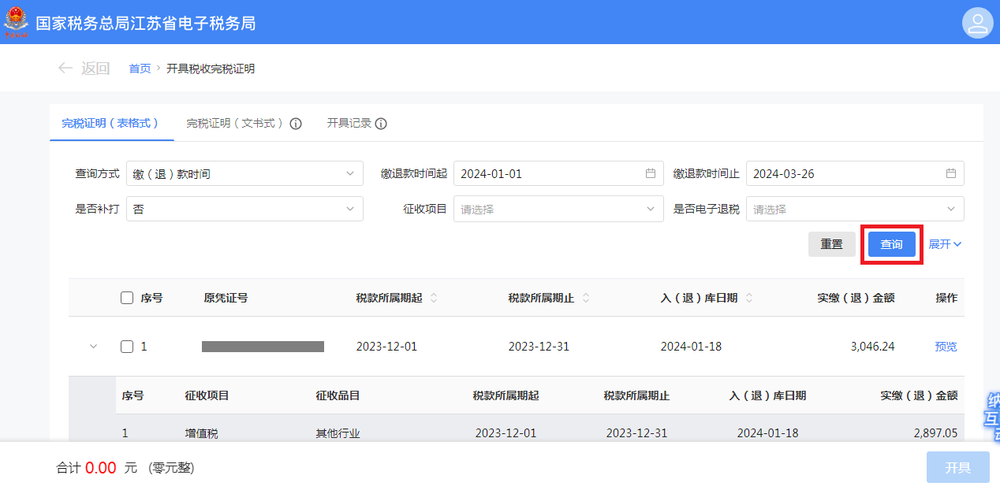 国家税务总局江苏省电子税务局
返回 首页 > 开具税收完税证明
完税证明（表格式） 完税证明（文书式） 开具记录
查询方式 缴（退）款时间 缴退款时间起 2024-01-01 缴退款时间止 2024-03-26
是否补打 否 征收项目 请选择 是否电子退税 请选择
重置 查询 展开
序号 原凭证号 税款所属期起 税款所属期止 入（退）库日期 实缴（退）金额 操作
1 2023-12-01 2023-12-31 2024-01-18 3,046.24 预览
序号 征收项目 征收品目 税款所属期起 税款所属期止 入（退）库日期 实缴（退）金额
1 增值税 其他行业 2023-12-01 2023-12-31 2024-01-18 2,897.05
纳
互
合计 0.00 元 (零元整) 开具